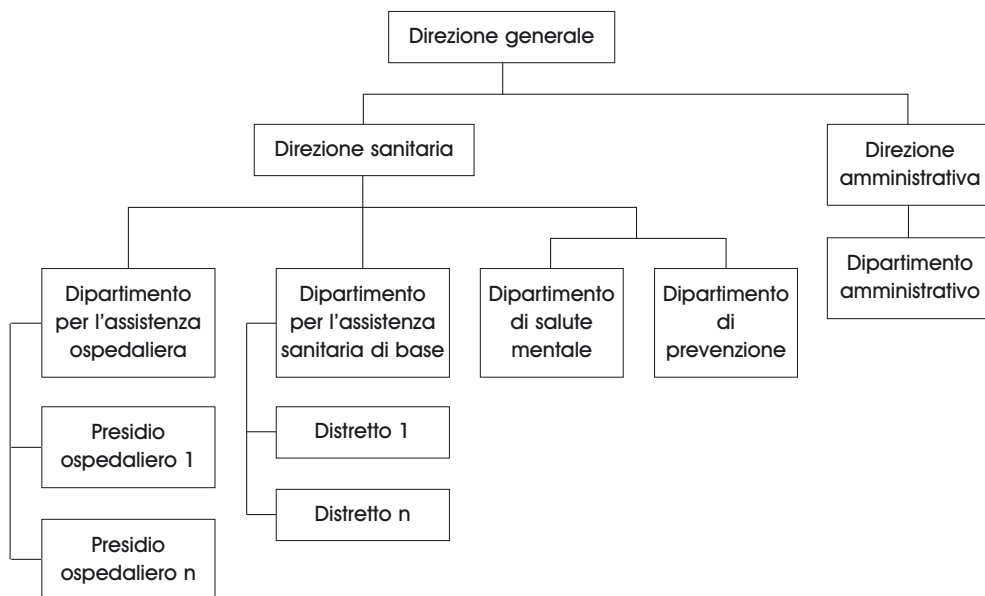 Direzione generale
Direzione sanitaria
Direzione
amministrativa
Dipartimento
per l'assistenza
ospedaliera
Dipartimento
per l'assistenza
sanitaria di base
Dipartimento
di salute
mentale
Dipartimento
di
prevenzione
Dipartimento
amministrativo
Presidio
ospedaliero 1
Distretto 1
Presidio
ospedaliero n
Distretto n